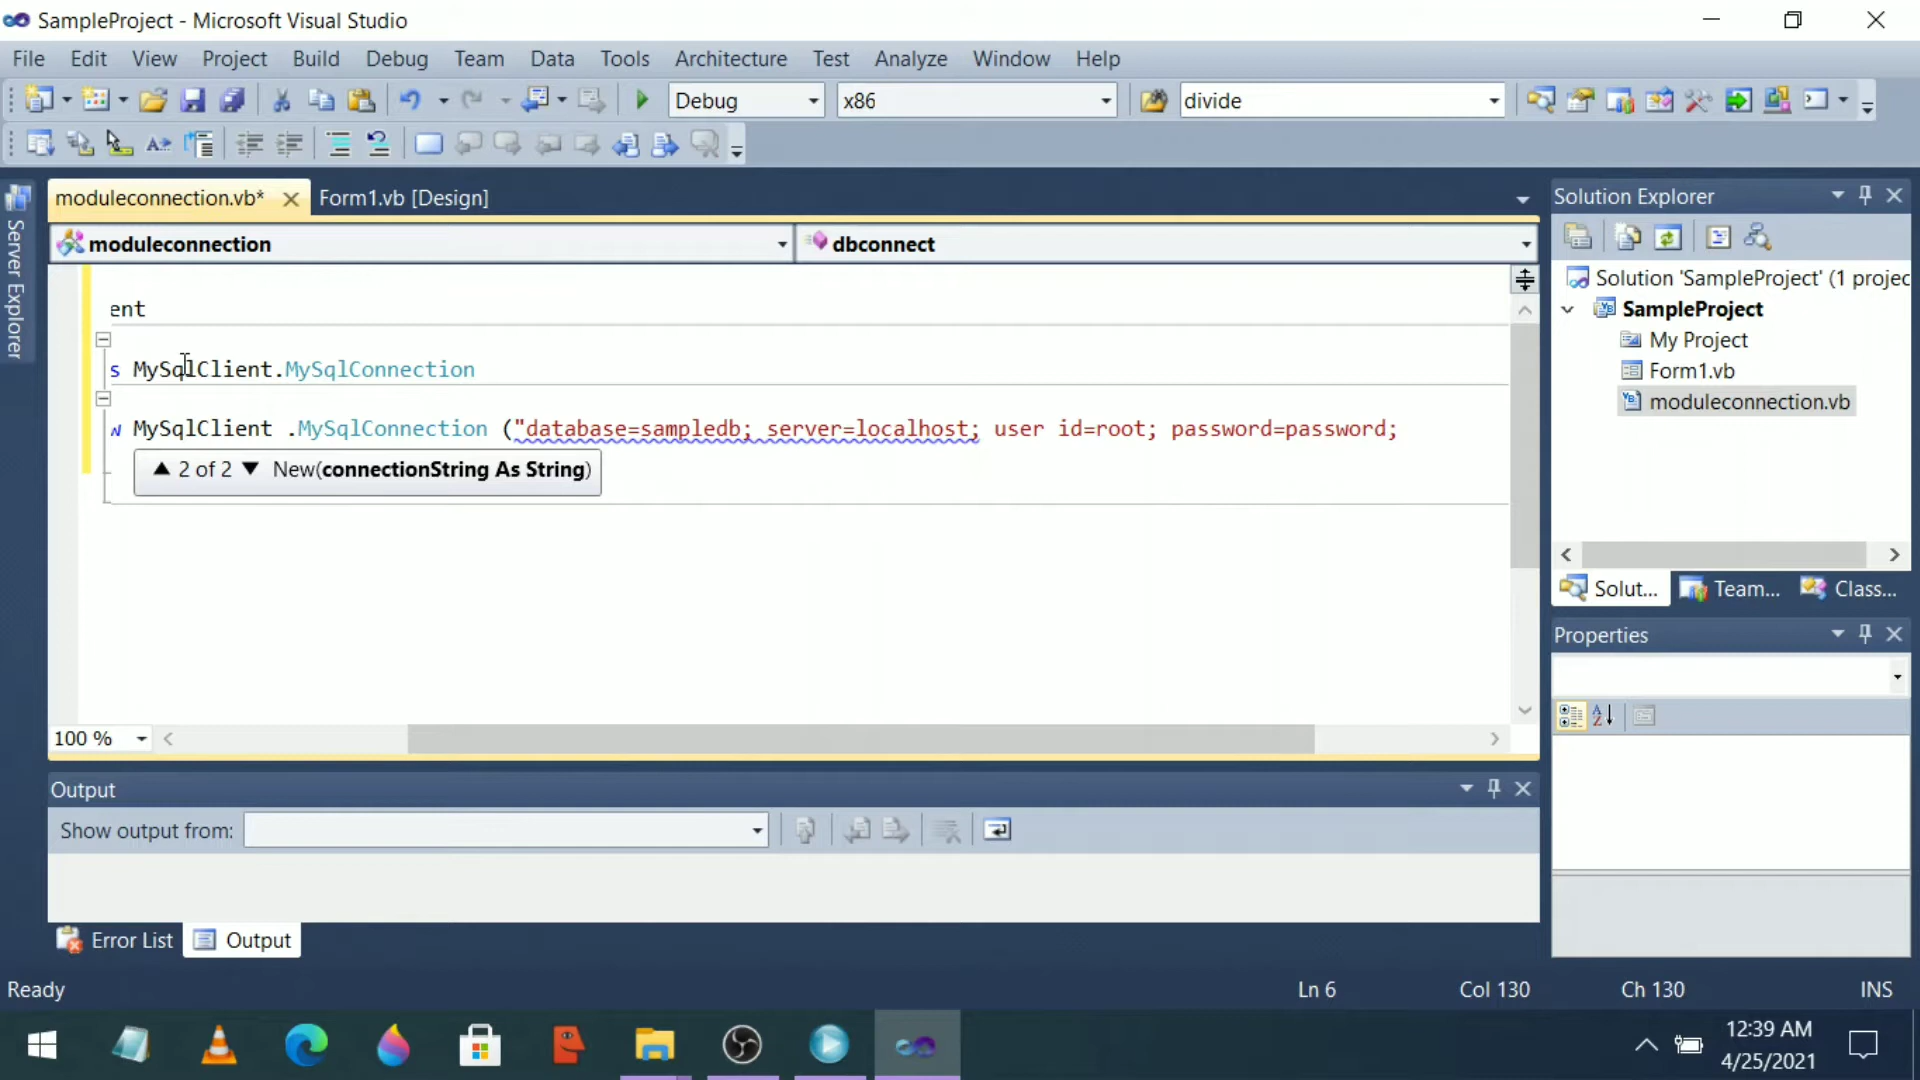 SampleProject - Microsoft Visual Studio
File Edit View Project Build Debug Team Data Tools Architecture Test Analyze Window Help
Debug x86 divide
moduleconnection.vb* Form1.vb [Design]
moduleconnection dbconnect
ent
s MySqlClient.MySqlConnection
w MySqlClient .MySqlConnection ("database=sampledb; server=localhost; user id=root; password=password;
2 of 2 New(connectionString As String)
100 %
Server Explorer
Solution Explorer
Solution 'SampleProject' (1 projec
SampleProject
My Project
Form1.vb
moduleconnection.vb
Solut... Team... Class...
Properties
Output
Show output from:
Error List Output
Ready Ln 6 Col 130 Ch 130 INS
12:39 AM
4/25/2021